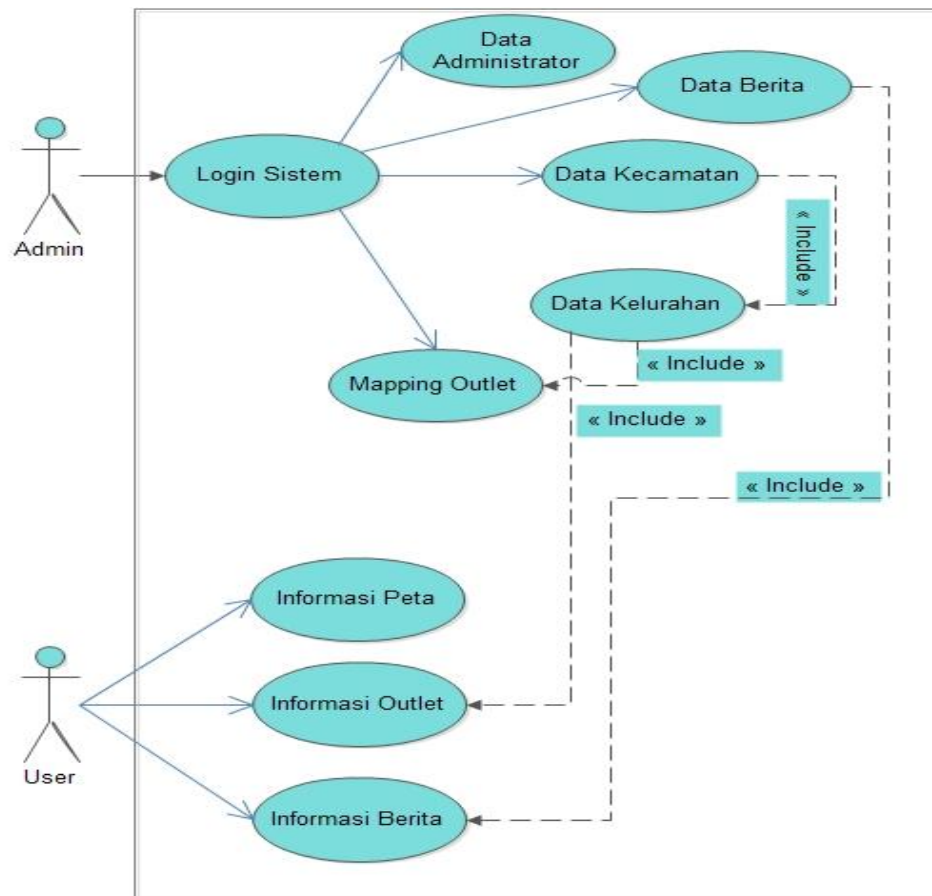 Data
Administrator
Data Berita
Login Sistem
Data Kecamatan
« Include »
Admin
Data Kelurahan
« Include »
Mapping Outlet
« Include »
« Include »
Informasi Peta
Informasi Outlet
User
Informasi Berita